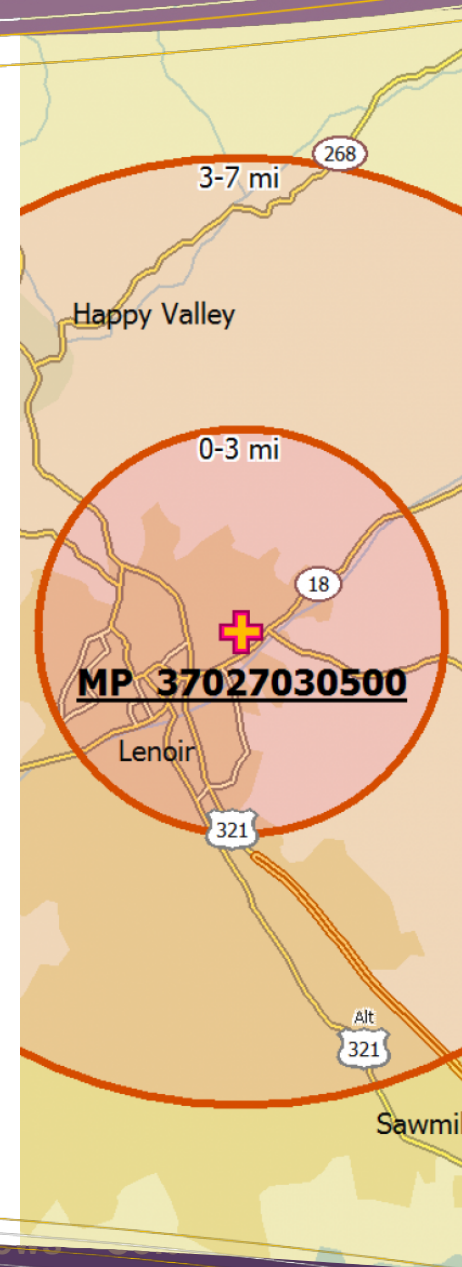 268
3-7 mi
Happy Valley
0-3 mi
18
MP 37027030500
Lenoir
321
Alt
321
Sawmil